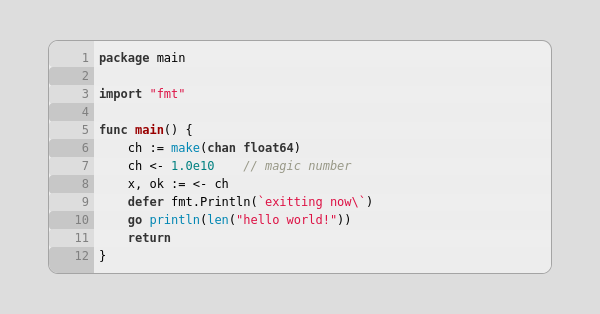 1 package main
2
3 import "fmt"
4
5 func main() {
6     ch := make(chan float64)
7     ch <- 1.0e10    // magic number
8     x, ok := <- ch
9     defer fmt.Println(`exitting now\`)
10     go println(len("hello world!"))
11     return
12 }